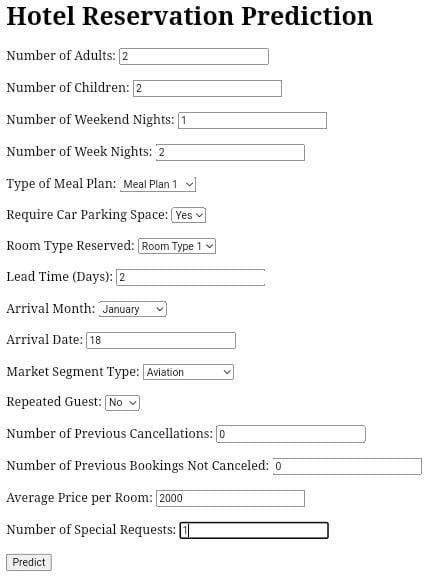 Hotel Reservation Prediction
Number of Adults: 2
Number of Children: 2
Number of Weekend Nights: 1
Number of Week Nights: 2
Type of Meal Plan: Meal Plan 1
Require Car Parking Space: Yes
Room Type Reserved: Room Type 1
Lead Time (Days): 2
Arrival Month: January
Arrival Date: 18
Market Segment Type: Aviation
Repeated Guest: No
Number of Previous Cancellations: 0
Number of Previous Bookings Not Canceled: 0
Average Price per Room: 2000
Number of Special Requests: 1
Predict